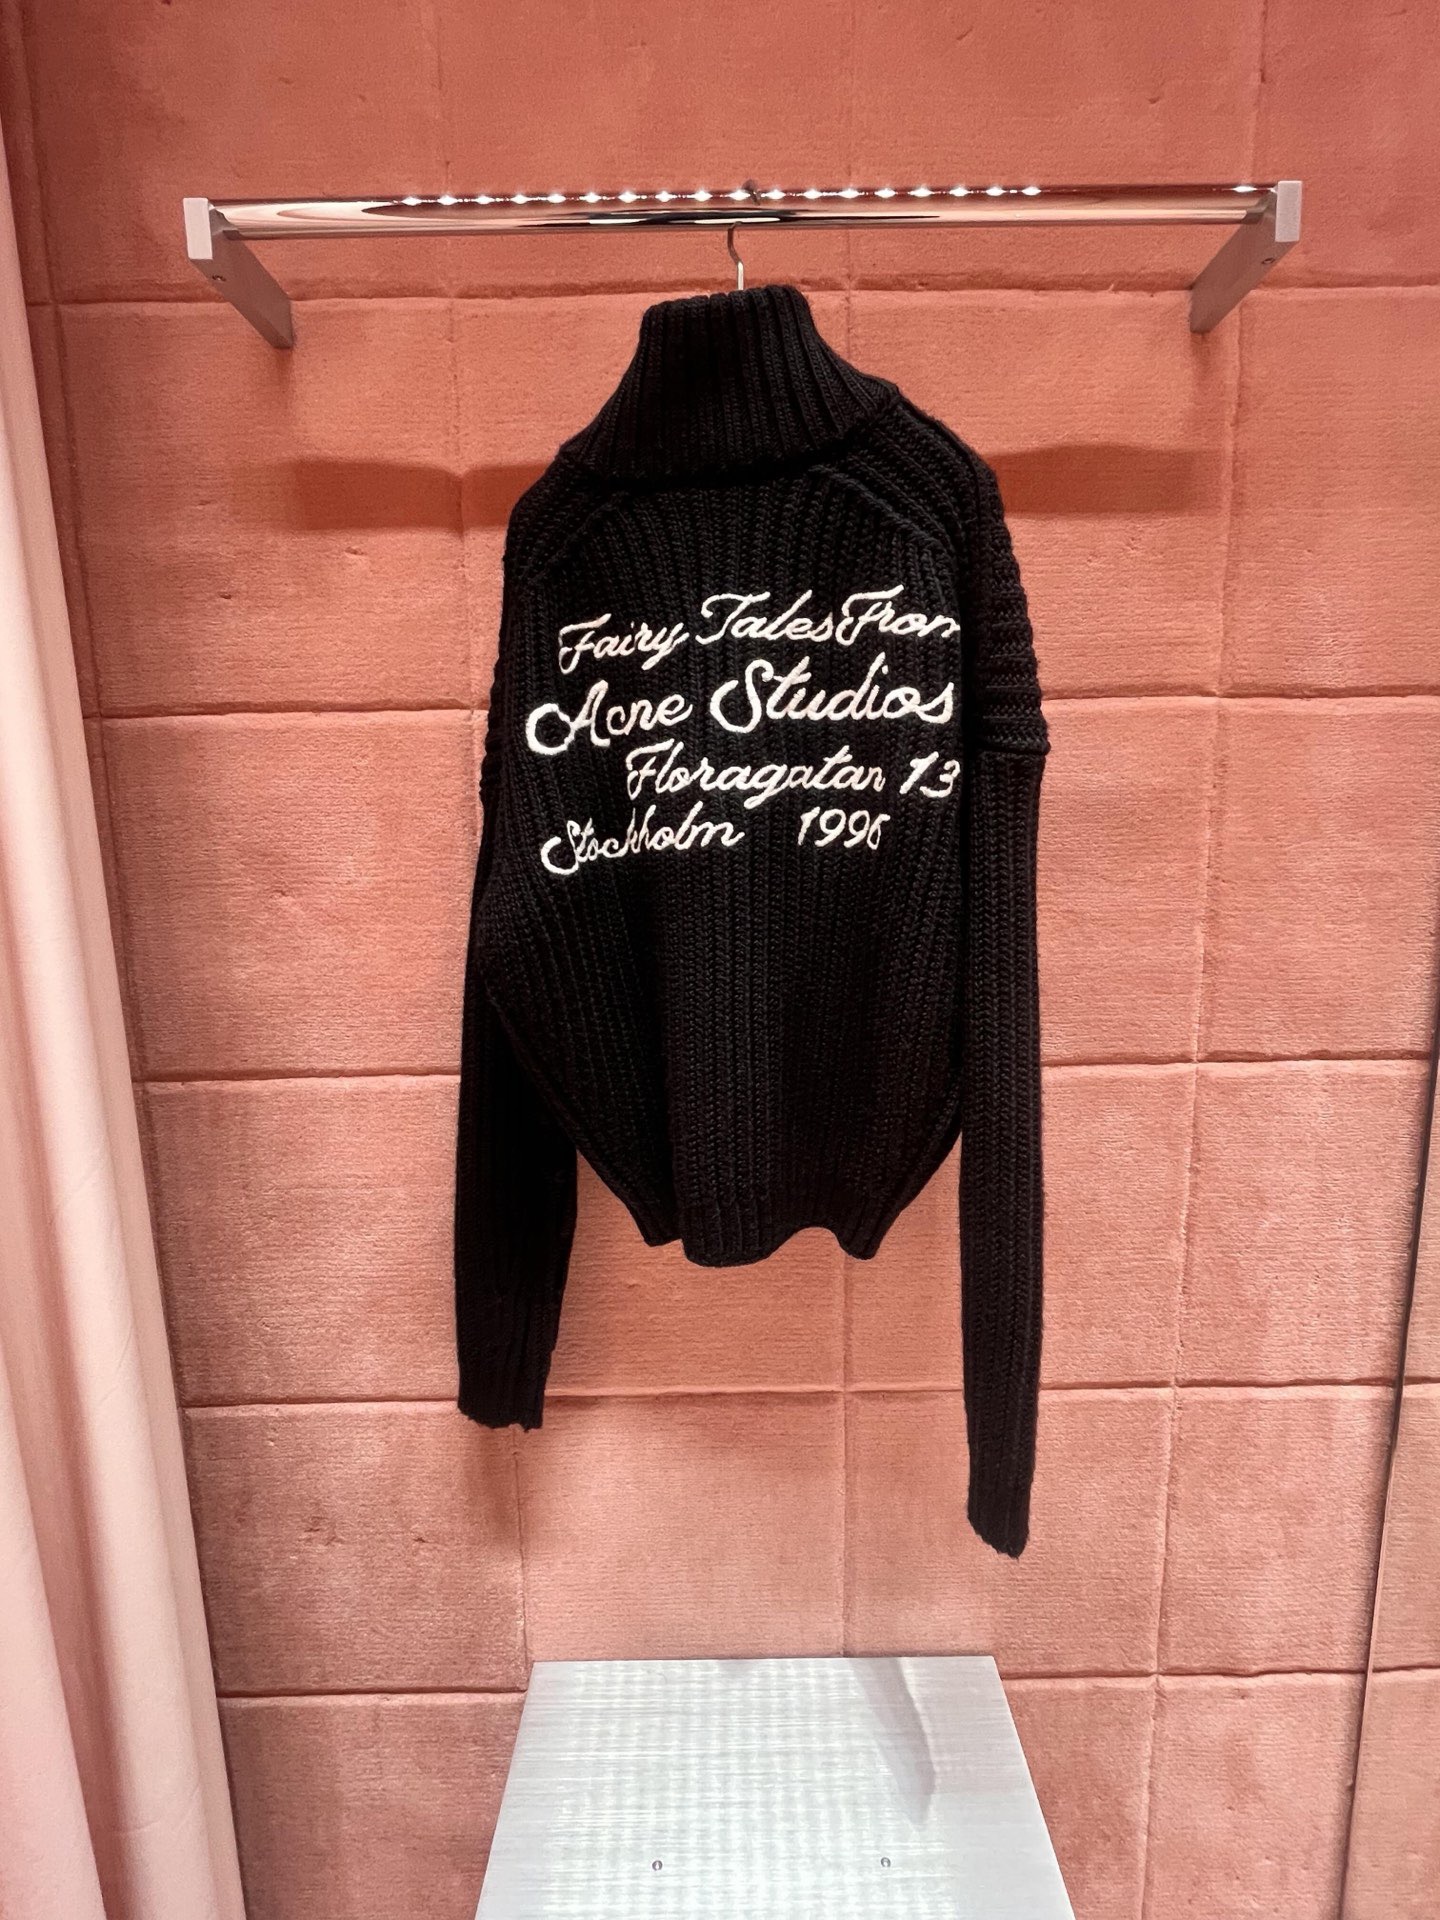 Fairy Tales From
Acne Studios
Floragatan 13
Stockholm 1996